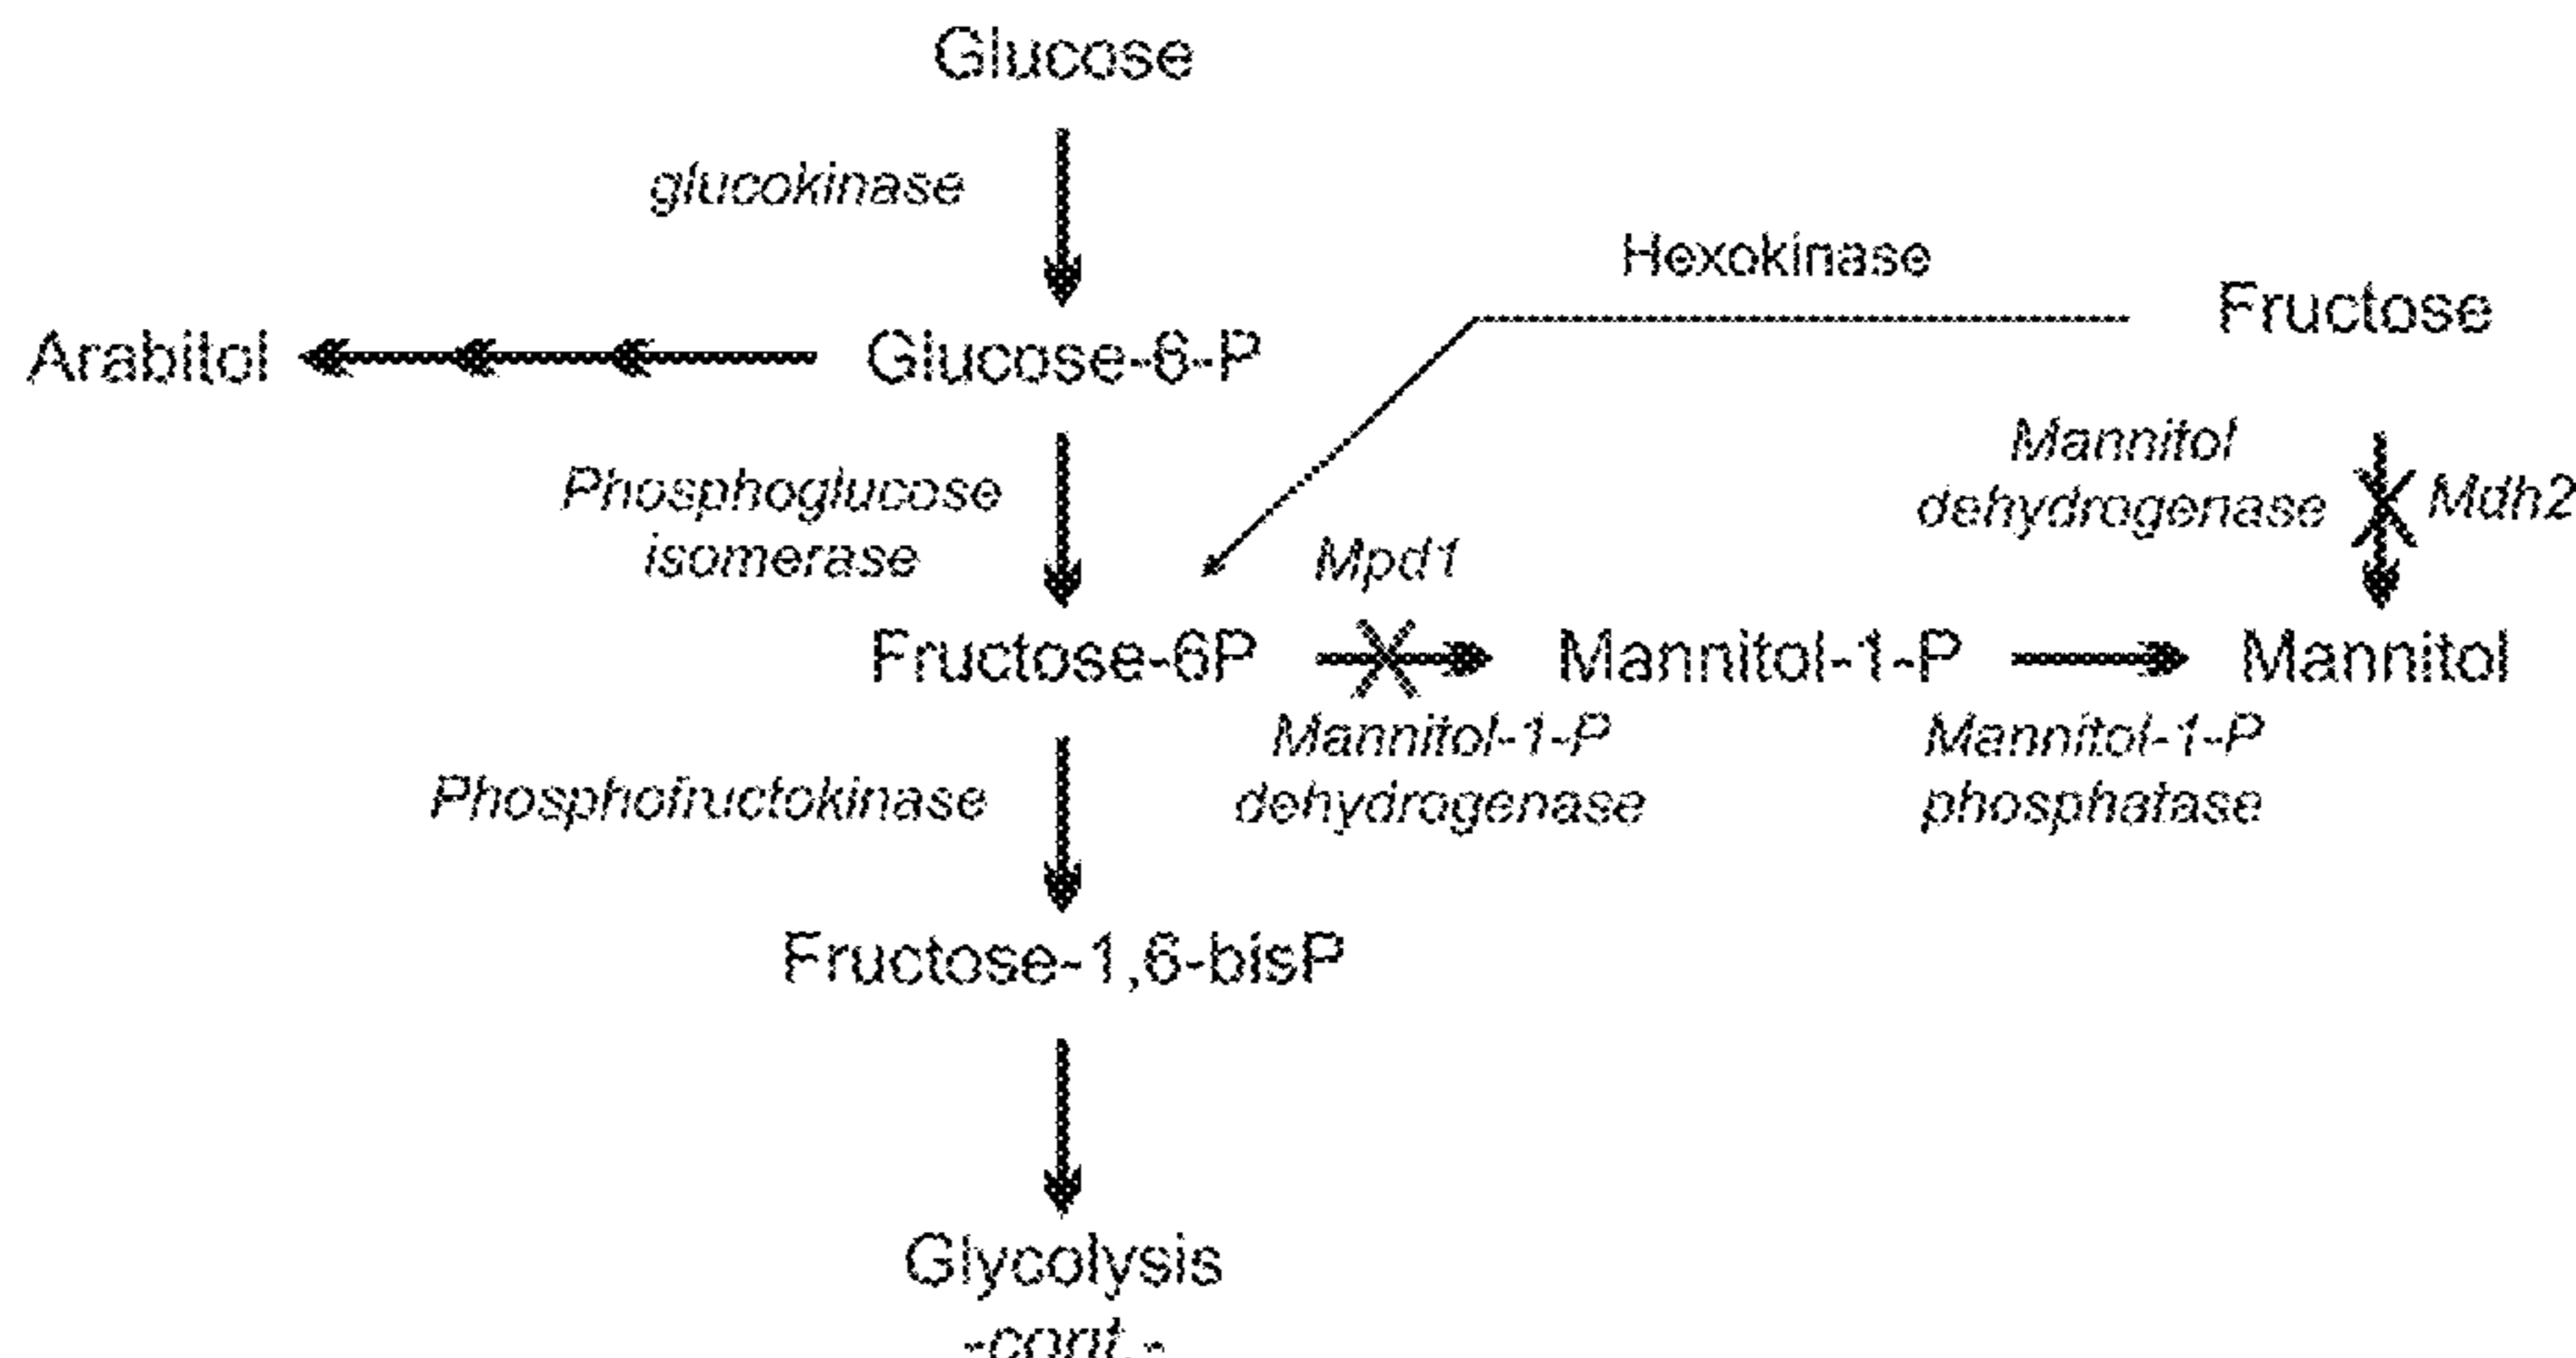 Glucose
glucokinase
Hexokinase
Fructose
Arabitol
Glucose-6-P
Mannitol
dehydrogenase
Mdh2
Phosphoglucose
isomerase
Mpd1
Fructose-6P
Mannitol-1-P
Mannitol
Mannitol-1-P
dehydrogenase
Mannitol-1-P
phosphatase
Phosphofructokinase
Fructose-1,6-bisP
Glycolysis
-cont.-